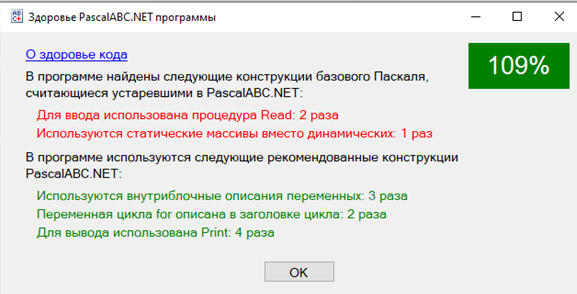 Здоровье PascalABC.NET программы
О здоровье кода
109%
В программе найдены следующие конструкции базового Паскаля,
считающиеся устаревшими в PascalABC.NET:
Для ввода использована процедура Read: 2 раза
Используются статические массивы вместо динамических: 1 раз
В программе используются следующие рекомендованные конструкции
PascalABC.NET:
Используются внутриблочные описания переменных: 3 раза
Переменная цикла for описана в заголовке цикла: 2 раза
Для вывода использована Print: 4 раза
OK